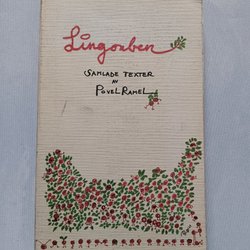 Lingonben
SAMLADE TEXTER
AV
POVEL RAMEL